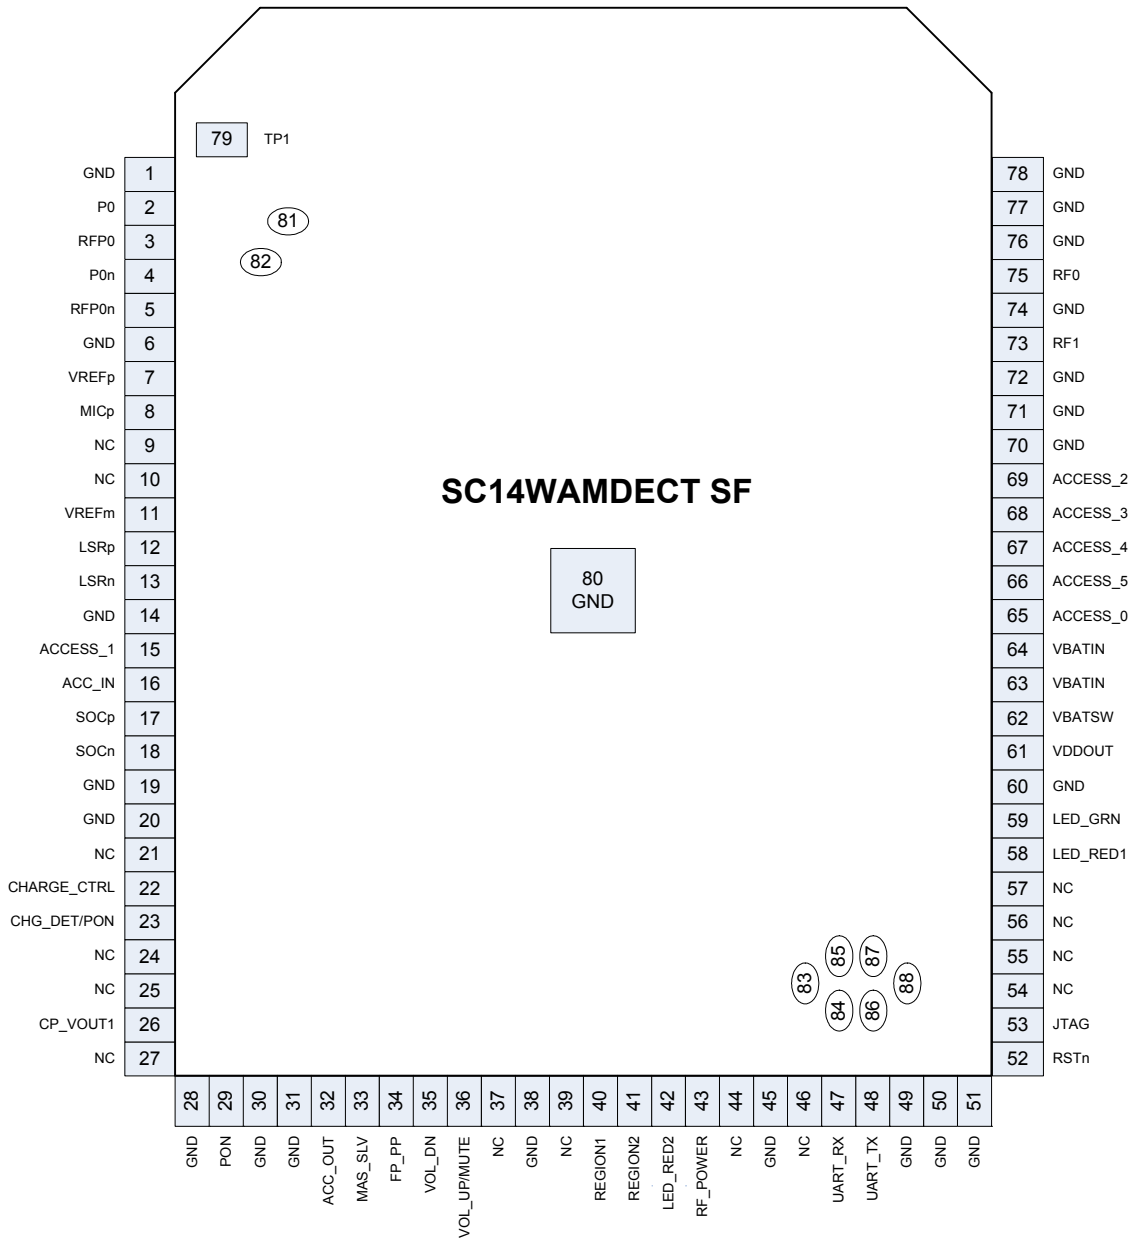 79 TP1
GND 1
P0 2
RFP0 3
P0n 4
RFP0n 5
GND 6
VREFp 7
MICp 8
NC 9
NC 10
VREFm 11
LSRp 12
LSRn 13
GND 14
ACCESS_1 15
ACC_IN 16
SOCp 17
SOCn 18
GND 19
GND 20
NC 21
CHARGE_CTRL 22
CHG_DET/PON 23
NC 24
NC 25
CP_VOUT1 26
NC 27
81
82
SC14WAMDECT SF
80
GND
85 87
83 88
84 86
78 GND
77 GND
76 GND
75 RF0
74 GND
73 RF1
72 GND
71 GND
70 GND
69 ACCESS_2
68 ACCESS_3
67 ACCESS_4
66 ACCESS_5
65 ACCESS_0
64 VBATIN
63 VBATIN
62 VBATSW
61 VDDOUT
60 GND
59 LED_GRN
58 LED_RED1
57 NC
56 NC
55 NC
54 NC
53 JTAG
52 RSTn
28 GND
29 PON
30 GND
31 GND
32 ACC_OUT
33 MAS_SLV
34 FP_PP
35 VOL_DN
36 VOL_UP/MUTE
37 NC
38 GND
39 NC
40 REGION1
41 REGION2
42 LED_RED2
43 RF_POWER
44 NC
45 GND
46 NC
47 UART_RX
48 UART_TX
49 GND
50 GND
51 GND